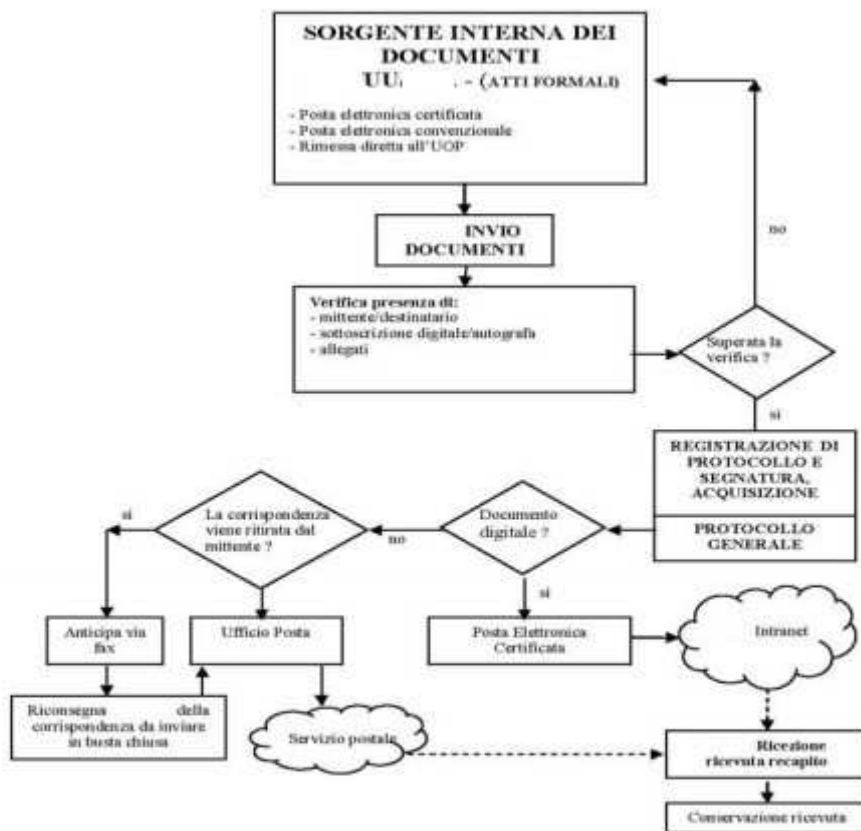 SORGENTE INTERNA DEI
DOCUMENTI
UU. - (ATTI FORMALI)
- Posta elettronica certificata
- Posta elettronica convenzionale
- Rimessa diretta all'UOP
INVIO
DOCUMENTI
no
Verifica presenza di:
- mittente/destinatario
- sottoscrizione digitale/autografa
- allegati
Superata la
verifica ?
si
REGISTRAZIONE DI
PROTOCOLLO E
SEGNATURA,
ACQUISIZIONE
PROTOCOLLO
GENERALE
Documento
digitale ?
no
La corrispondenza
viene ritirata dal
mittente ?
si
si
Anticipa via
fax
Ufficio Posta
Posta Elettronica
Certificata
Intranet
Riconsegna della
corrispondenza da inviare
in busta chiusa
Servizio postale
Ricezione
ricevuta recapito
Conservazione ricevuta